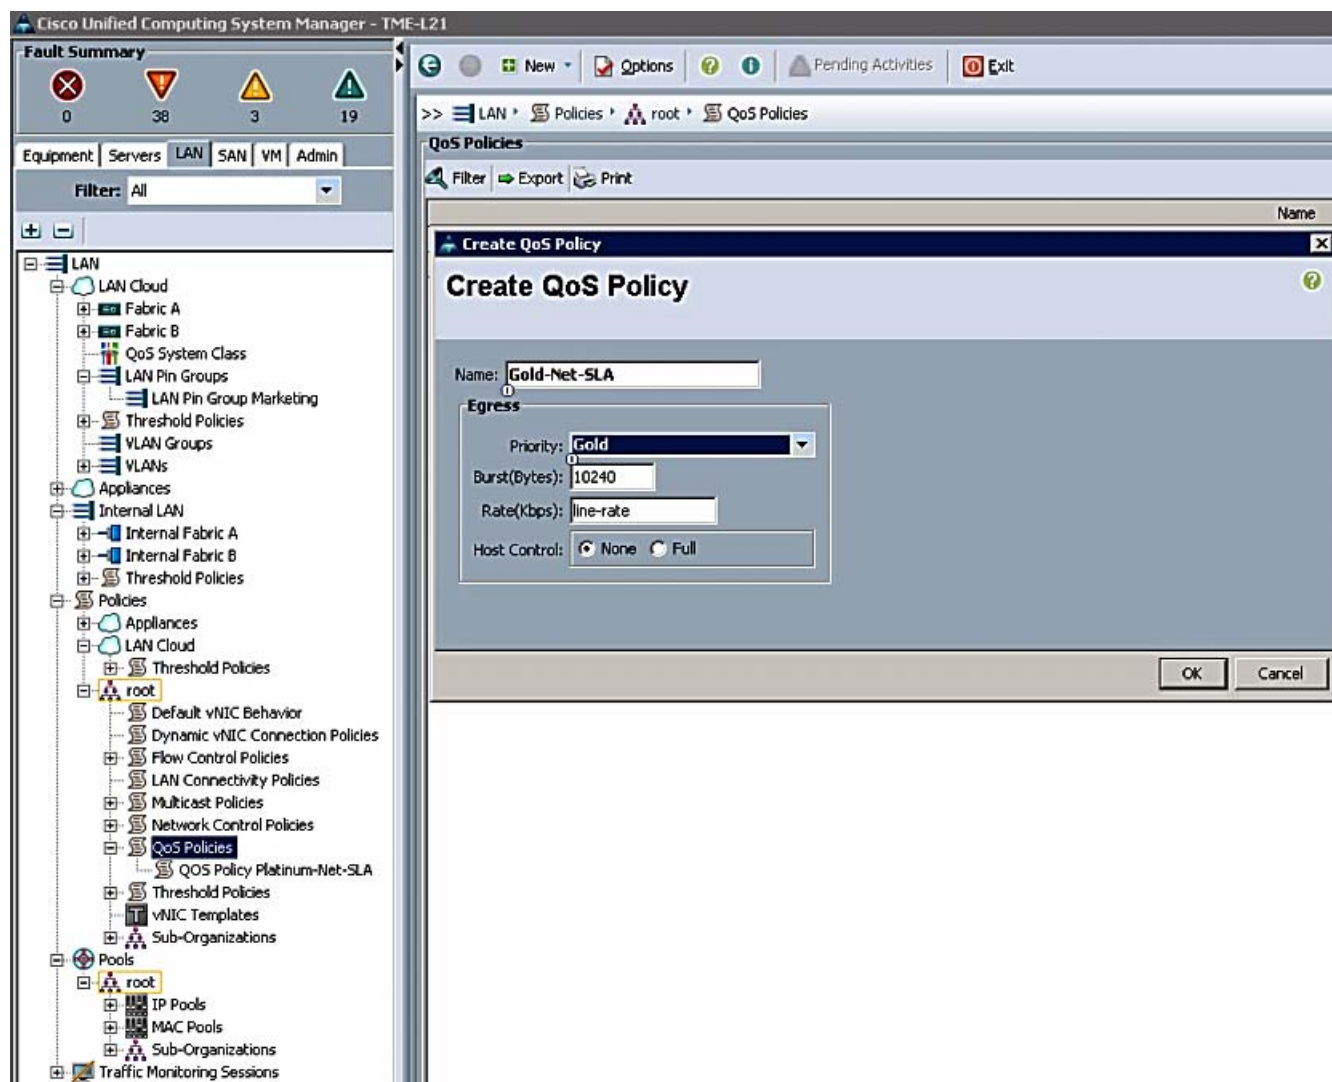 Cisco Unified Computing System Manager - TME-L21
Fault Summary
0 38 3 19
New Options Pending Activities Exit
>> LAN Policies root QoS Policies
Equipment Servers LAN SAN VM Admin
Filter: All
QoS Policies
Filter Export Print
Name
LAN
LAN Cloud
Fabric A
Fabric B
QoS System Class
LAN Pin Groups
LAN Pin Group Marketing
Threshold Policies
VLAN Groups
VLANs
Appliances
Internal LAN
Internal Fabric A
Internal Fabric B
Threshold Policies
Policies
Appliances
LAN Cloud
Threshold Policies
root
Default vNIC Behavior
Dynamic vNIC Connection Policies
Flow Control Policies
LAN Connectivity Policies
Multicast Policies
Network Control Policies
QoS Policies
QOS Policy Platinum-Net-SLA
Threshold Policies
vNIC Templates
Sub-Organizations
Pools
root
IP Pools
MAC Pools
Sub-Organizations
Traffic Monitoring Sessions
Create QoS Policy
Create QoS Policy
Name: Gold-Net-SLA
Egress
Priority: Gold
Burst(Bytes): 10240
Rate(Kbps): line-rate
Host Control: None Full
OK Cancel